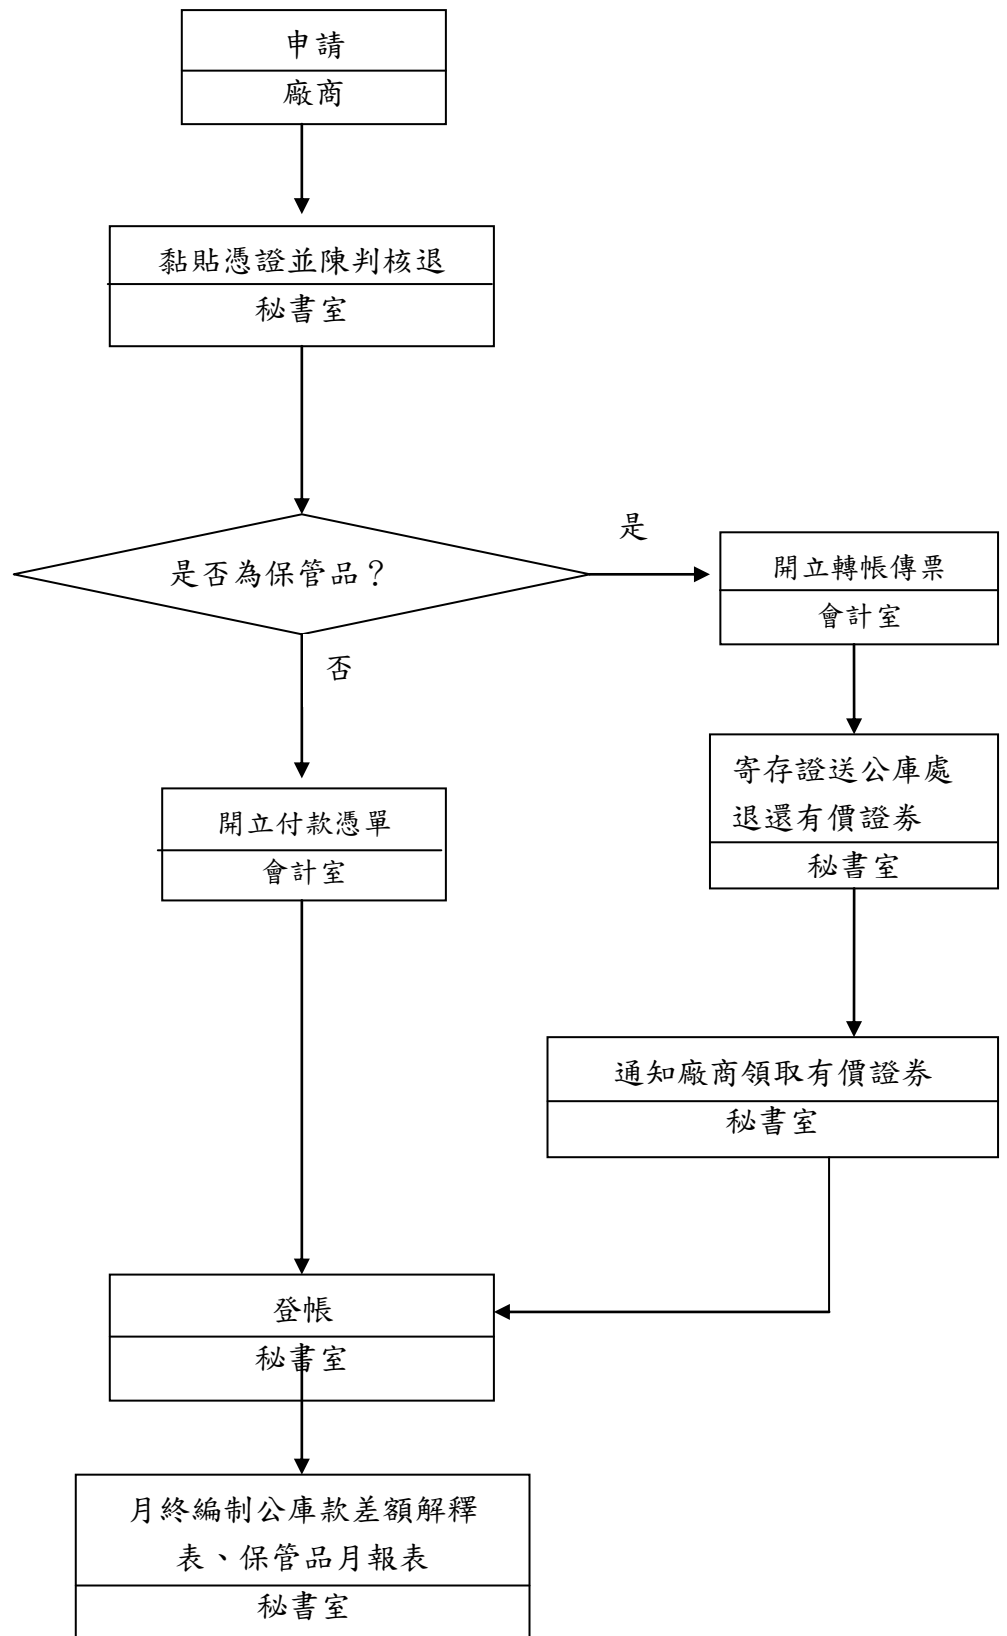 申請
廠商
黏貼憑證並陳判核退
秘書室
是否為保管品？
是
否
開立轉帳傳票
會計室
寄存證送公庫處
退還有價證券
秘書室
開立付款憑單
會計室
通知廠商領取有價證券
秘書室
登帳
秘書室
月終編制公庫款差額解釋
表、保管品月報表
秘書室